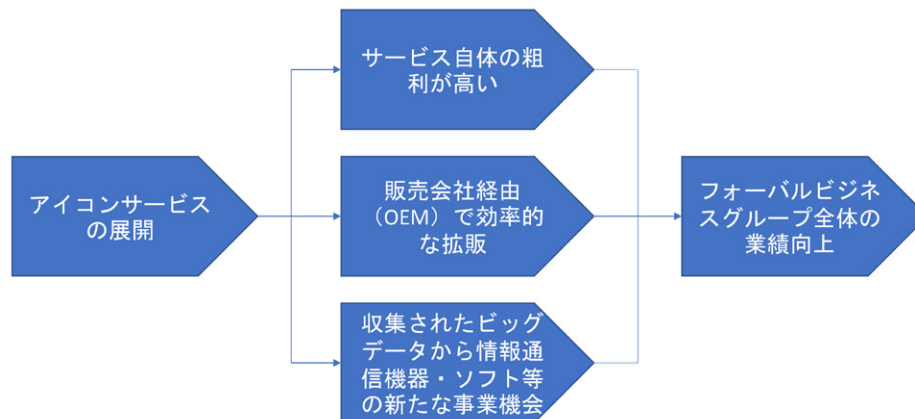 サービス自体の粗
利が高い
アイコンサービス
の展開
販売会社経由
（OEM）で効率的
な拡販
フォーバルビジネ
スグループ全体の
業績向上
収集されたビッグ
データから情報通
信機器・ソフト等
の新たな事業機会